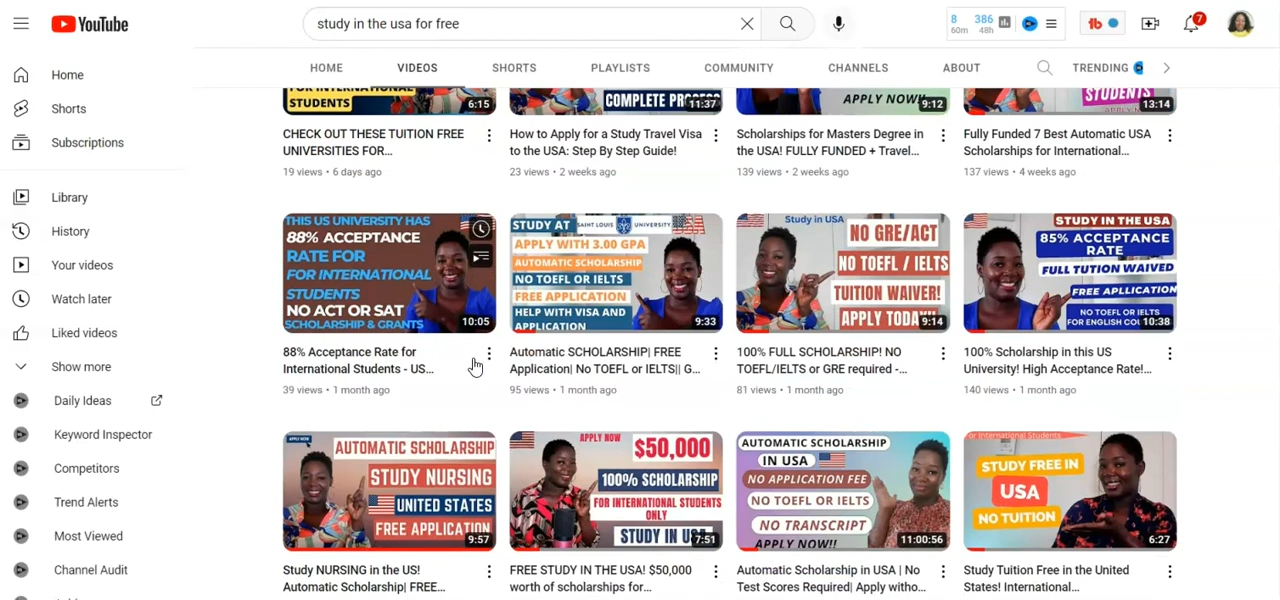 YouTube
study in the usa for free
8 60m
386 48h
tb
7
HOME VIDEOS SHORTS PLAYLISTS COMMUNITY CHANNELS ABOUT TRENDING
Home
Shorts
Subscriptions
Library
History
Your videos
Watch later
Liked videos
Show more
Daily Ideas
Keyword Inspector
Competitors
Trend Alerts
Most Viewed
Channel Audit
FOR INTERNATIONAL
STUDENTS
6:15
CHECK OUT THESE TUITION FREE
UNIVERSITIES FOR...
19 views • 6 days ago
COMPLETE PROCESS
11:37
How to Apply for a Study Travel Visa
to the USA: Step By Step Guide!
23 views • 2 weeks ago
APPLY NOW!!
9:12
Scholarships for Masters Degree in
the USA! FULLY FUNDED + Travel...
139 views • 2 weeks ago
STUDENTS
13:14
Fully Funded 7 Best Automatic USA
Scholarships for International...
137 views • 4 weeks ago
THIS US UNIVERSITY HAS
88% ACCEPTANCE
RATE FOR
FOR INTERNATIONAL
STUDENTS
NO ACT OR SAT
SCHOLARSHIP & GRANTS
10:05
88% Acceptance Rate for
International Students - US...
39 views • 1 month ago
STUDY AT SAINT LOUIS UNIVERSITY
APPLY WITH 3.00 GPA
AUTOMATIC SCHOLARSHIP
NO TOEFL OR IELTS
FREE APPLICATION
HELP WITH VISA AND
APPLICATION
9:33
Automatic SCHOLARSHIP| FREE
Application| No TOEFL or IELTS|| G...
95 views • 1 month ago
Study in USA
NO GRE/ACT
NO TOEFL / IELTS
TUITION WAIVER!
APPLY TODAY!
9:14
100% FULL SCHOLARSHIP! NO
TOEFL/IELTS or GRE required -...
81 views • 1 month ago
STUDY IN THE USA
85% ACCEPTANCE
RATE
FULL TUTION WAIVED
FREE APPLICATION
NO TOEFL OR IELTS
FOR ENGLISH COU
10:38
100% Scholarship in this US
University! High Acceptance Rate!...
140 views • 1 month ago
APPLY NOW
AUTOMATIC SCHOLARSHIP
STUDY NURSING
UNITED STATES
FREE APPLICATION
9:57
Study NURSING in the US!
Automatic Scholarship| FREE...
APPLY NOW
$50,000
100% SCHOLARSHIP
FOR INTERNATIONAL STUDENTS
ONLY
STUDY IN U
7:51
FREE STUDY IN THE USA! $50,000
worth of scholarships for...
AUTOMATIC SCHOLARSHIP
IN USA
NO APPLICATION FEE
NO TOEFL OR IELTS
NO TRANSCRIPT
APPLY NOW!!
11:00:56
Automatic Scholarship in USA | No
Test Scores Required| Apply witho...
For International Students
STUDY FREE IN
USA
NO TUITION
6:27
Study Tuition Free in the United
States! International...